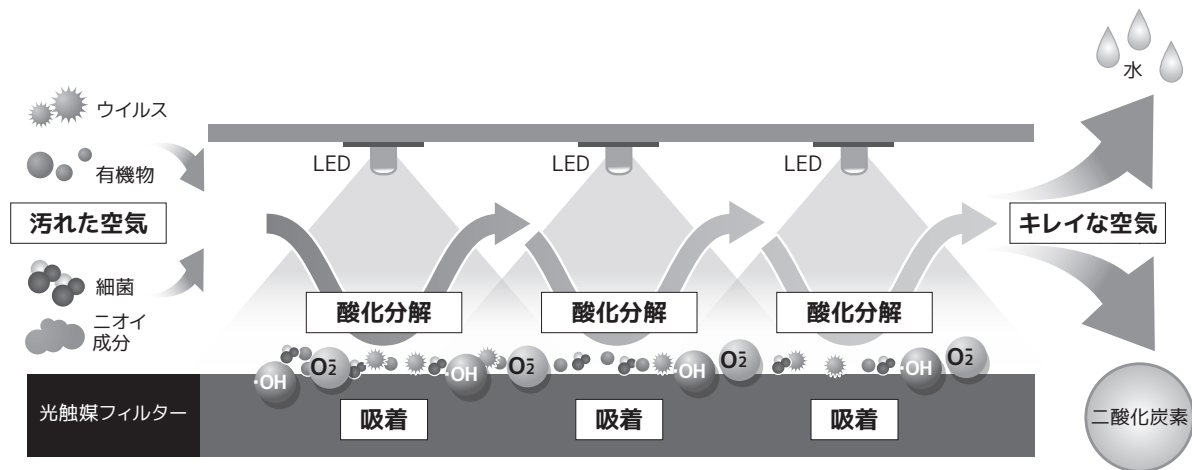 水
ウイルス
有機物
汚れた空気
細菌
ニオイ
成分
LED
LED
LED
キレイな空気
酸化分解
酸化分解
酸化分解
·OH
O₂⁻
·OH
O₂⁻
·OH
O₂⁻
·OH
O₂⁻
光触媒フィルター
吸着
吸着
吸着
二酸化炭素